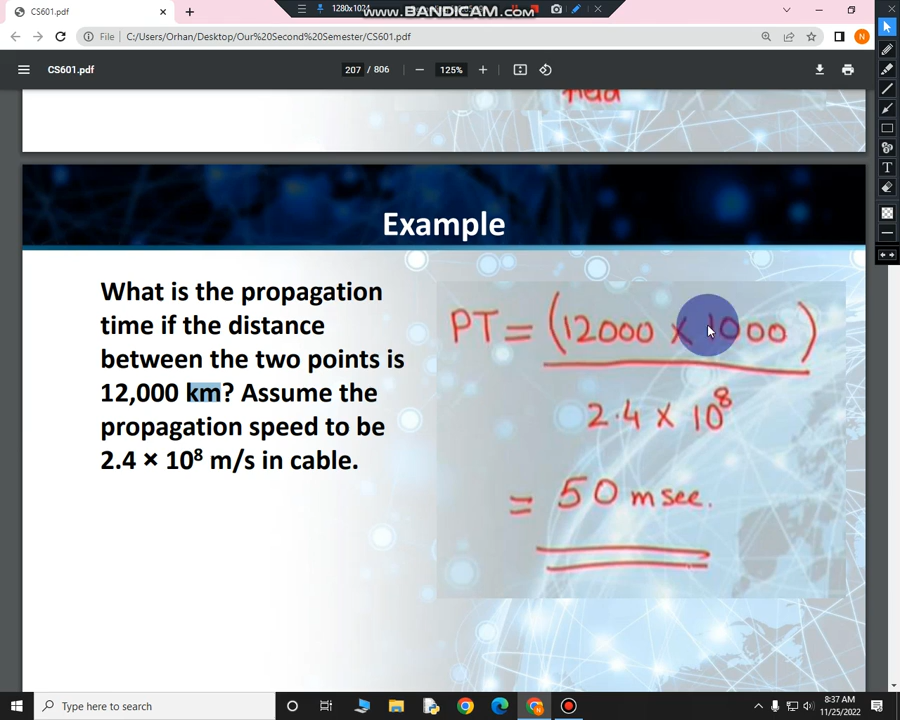 CS601.pdf
1280x1024
www.BANDICAM.com
File
C:/Users/Orhan/Desktop/Our%20Second%20Semester/CS601.pdf
N
CS601.pdf
207 / 806
125%
field
Example
What is the propagation
time if the distance
between the two points is
12,000 km? Assume the
propagation speed to be
2.4 × 10⁸ m/s in cable.
PT = (12000 × 1000)
2.4 × 10⁸
= 50 msec.
T
Type here to search
8:37 AM
11/25/2022